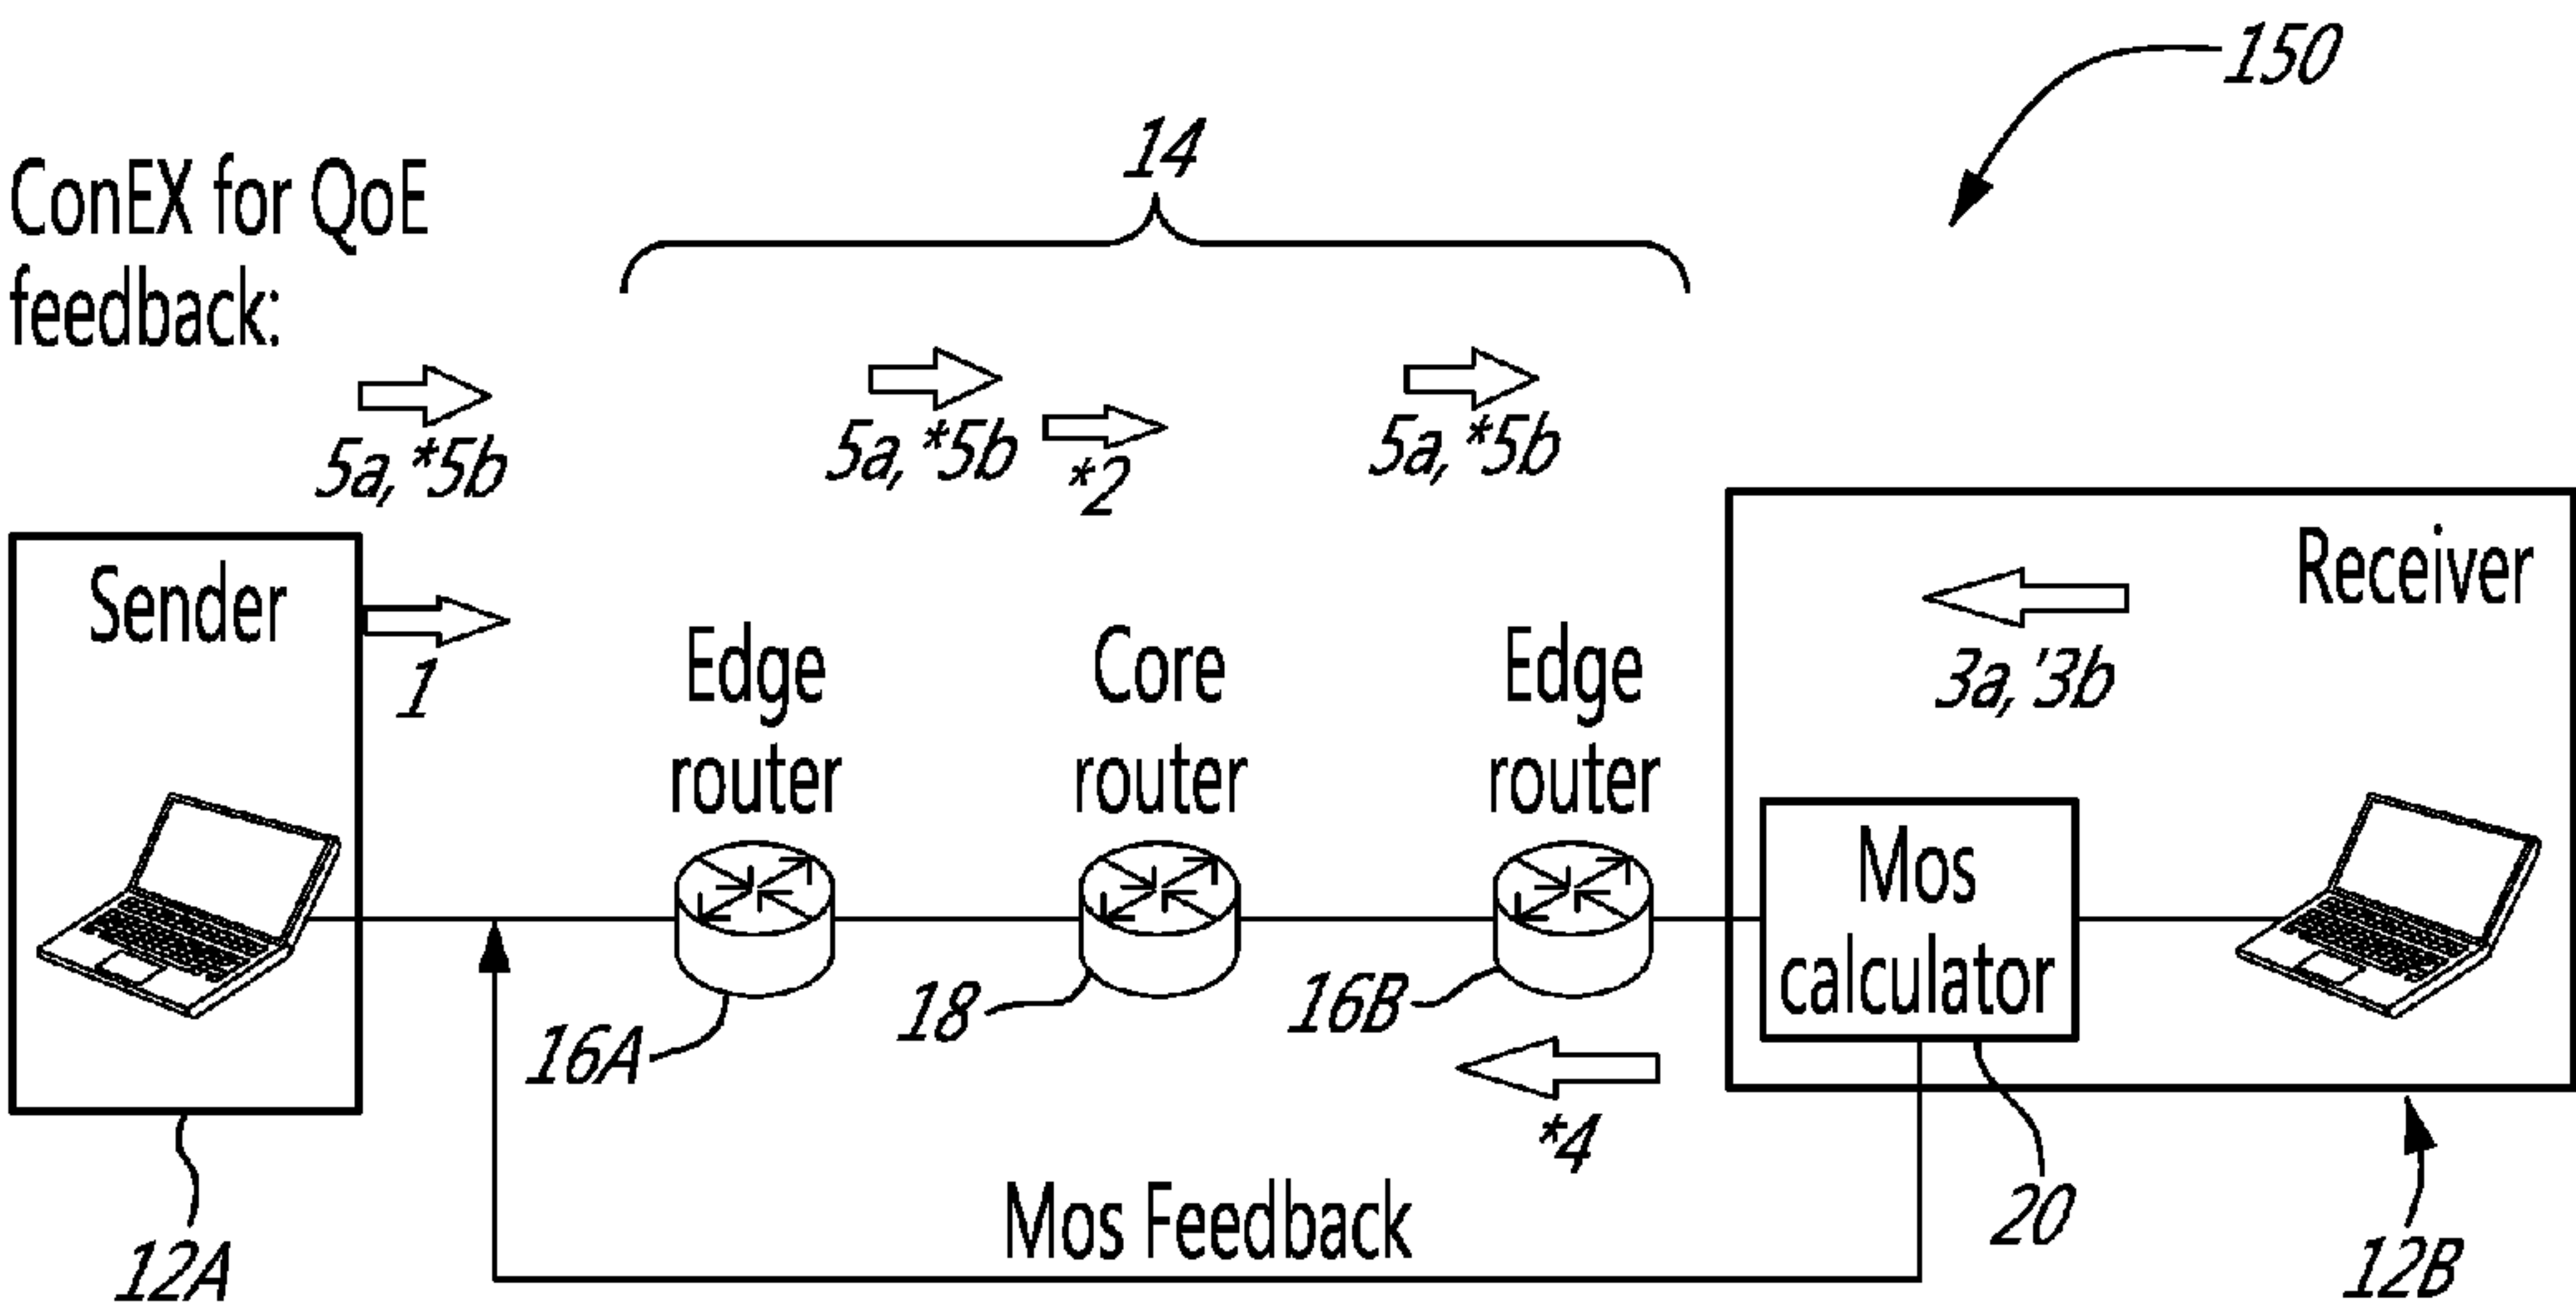 150
14
ConEX for QoE
feedback:
5a,*5b
5a,*5b
*2
5a,*5b
Sender
1
Edge
router
Core
router
Edge
router
Receiver
3a,'3b
Mos
calculator
16A
18
16B
*4
Mos Feedback
20
12A
12B